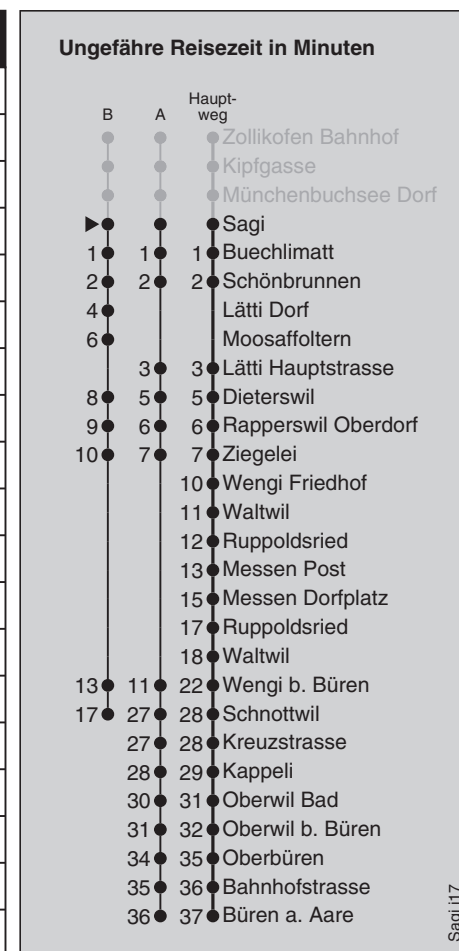 Ungefähre Reisezeit in Minuten
B A Haupt-
weg
Zollikofen Bahnhof
Kipfgasse
Münchenbuchsee Dorf
Sagi
1 1 1 Buechlimatt
2 2 2 Schönbrunnen
4 Lätti Dorf
6 Moosaffoltern
3 3 Lätti Hauptstrasse
8 5 5 Dieterswil
9 6 6 Rapperswil Oberdorf
10 7 7 Ziegelei
10 Wengi Friedhof
11 Waltwil
12 Ruppoldsried
13 Messen Post
15 Messen Dorfplatz
17 Ruppoldsried
18 Waltwil
13 11 22 Wengi b. Büren
17 27 28 Schnottwil
27 28 Kreuzstrasse
28 29 Kappeli
30 31 Oberwil Bad
31 32 Oberwil b. Büren
34 35 Oberbüren
35 36 Bahnhofstrasse
36 37 Büren a. Aare
Sagi j17